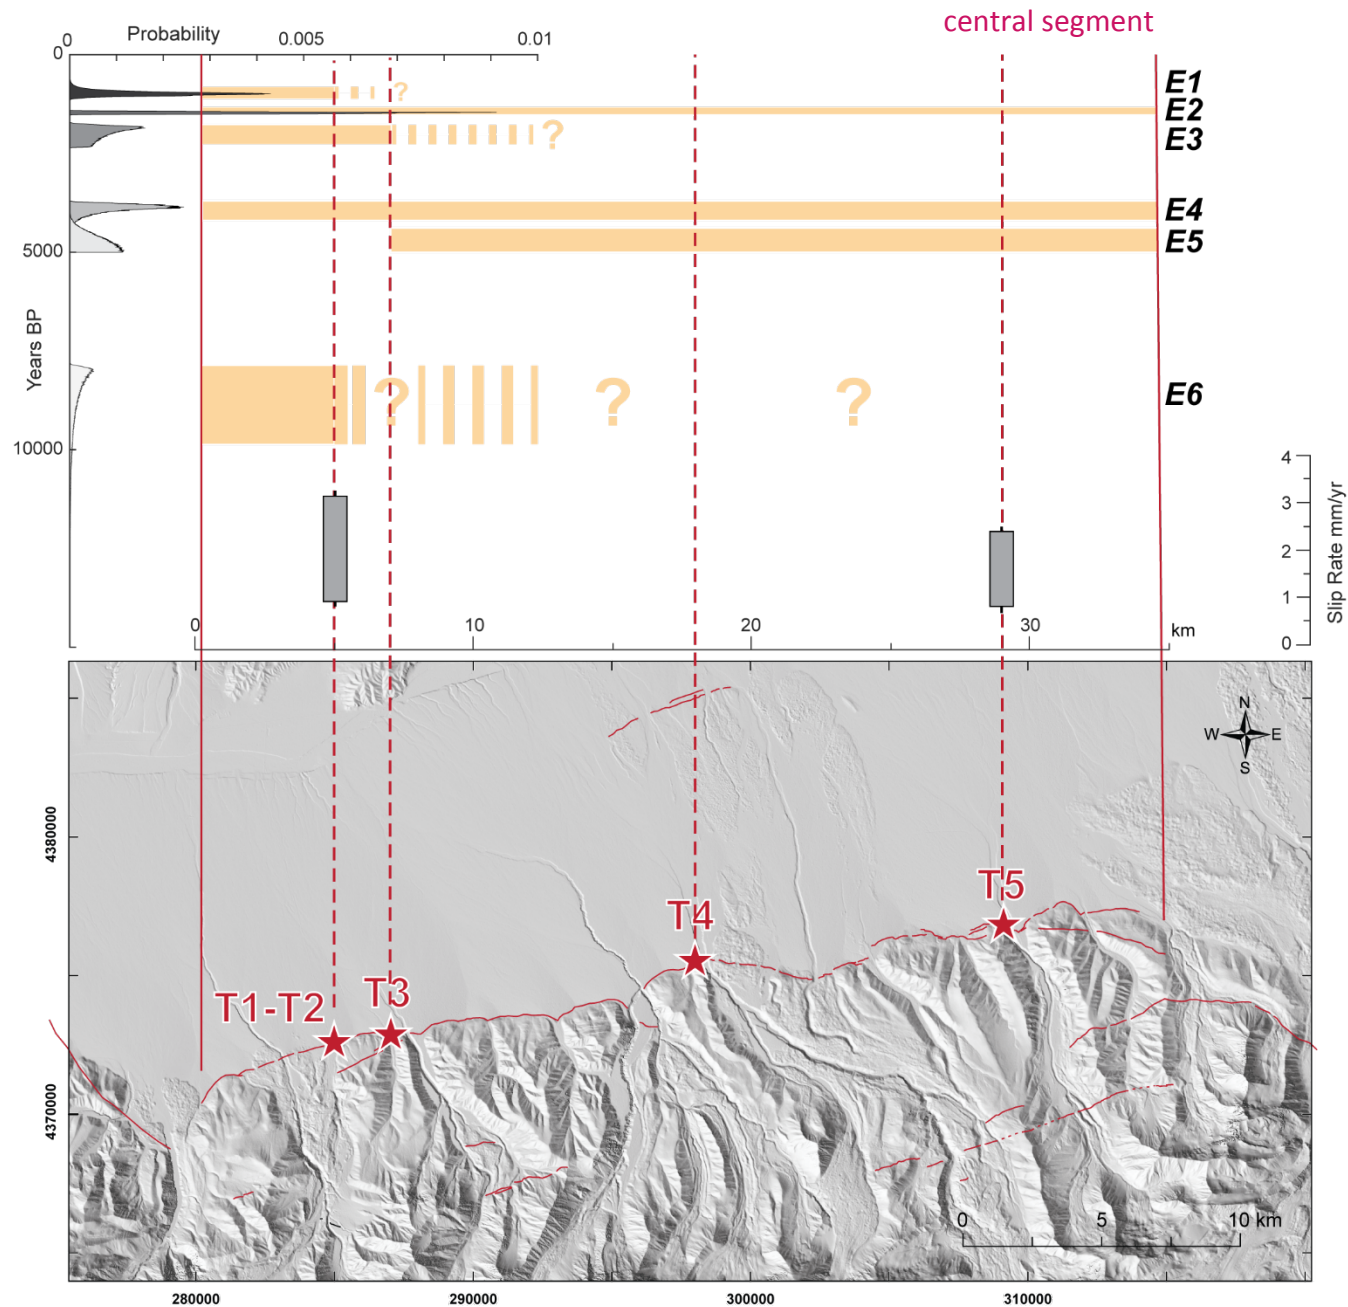 central segment
Probability
0
0.005
0.01
0
5000
10000
Years BP
E1
E2
E3
E4
E5
E6
?
?
?
?
?
4
3
2
1
0
Slip Rate mm/yr
0
10
20
30
km
N
W
E
S
T1-T2
T3
T4
T5
4380000
4370000
0
5
10 km
280000
290000
300000
310000